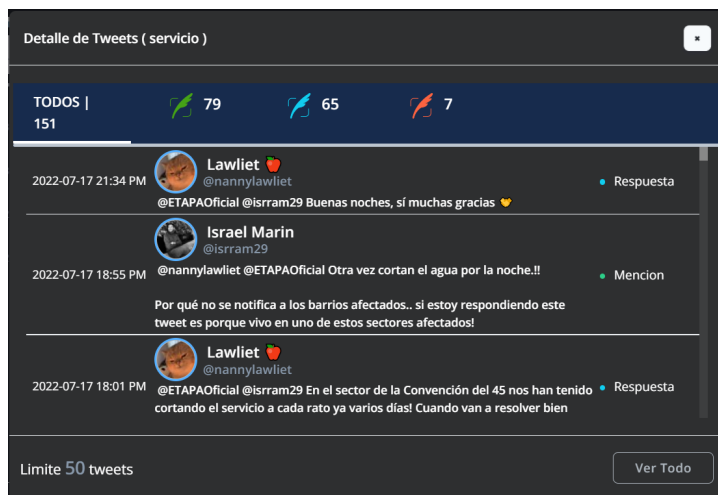 Detalle de Tweets ( servicio )
×
TODOS |
151
79
65
7
Lawliet 🍎
2022-07-17 21:34 PM
@nannylawliet
Respuesta
@ETAPAOficial @isrram29 Buenas noches, sí muchas gracias 🐥
Israel Marin
@isrram29
2022-07-17 18:55 PM
@nannylawliet @ETAPAOficial Otra vez cortan el agua por la noche.!!
Mencion
Por qué no se notifica a los barrios afectados.. si estoy respondiendo este
tweet es porque vivo en uno de estos sectores afectados!
Lawliet 🍎
@nannylawliet
2022-07-17 18:01 PM
@ETAPAOficial @isrram29 En el sector de la Convención del 45 nos han tenido
Respuesta
cortando el servicio a cada rato ya varios días! Cuando van a resolver bien
Limite 50 tweets
Ver Todo